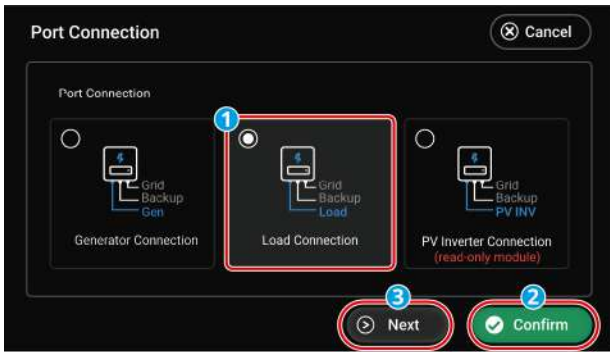 Port Connection
Cancel
Port Connection
1
Grid
Backup
Gen
Generator Connection
Grid
Backup
Load
Load Connection
Grid
Backup
PV INV
PV Inverter Connection
(read-only module)
3
Next
2
Confirm